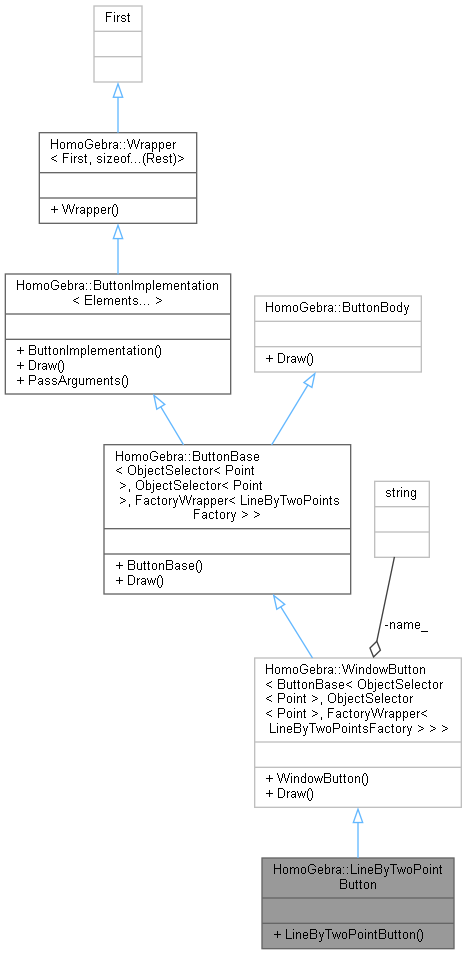 First
HomoGebra::Wrapper
< First, sizeof...(Rest)>
+ Wrapper()
HomoGebra::ButtonImplementation
< Elements... >
+ ButtonImplementation()
+ Draw()
+ PassArguments()
HomoGebra::ButtonBody
+ Draw()
HomoGebra::ButtonBase
< ObjectSelector< Point
>, ObjectSelector< Point
>, FactoryWrapper< LineByTwoPoints
Factory > >
+ ButtonBase()
+ Draw()
string
-name_
HomoGebra::WindowButton
< ButtonBase< ObjectSelector
< Point >, ObjectSelector
< Point >, FactoryWrapper<
LineByTwoPointsFactory > > >
+ WindowButton()
+ Draw()
HomoGebra::LineByTwoPoint
Button
+ LineByTwoPointButton()